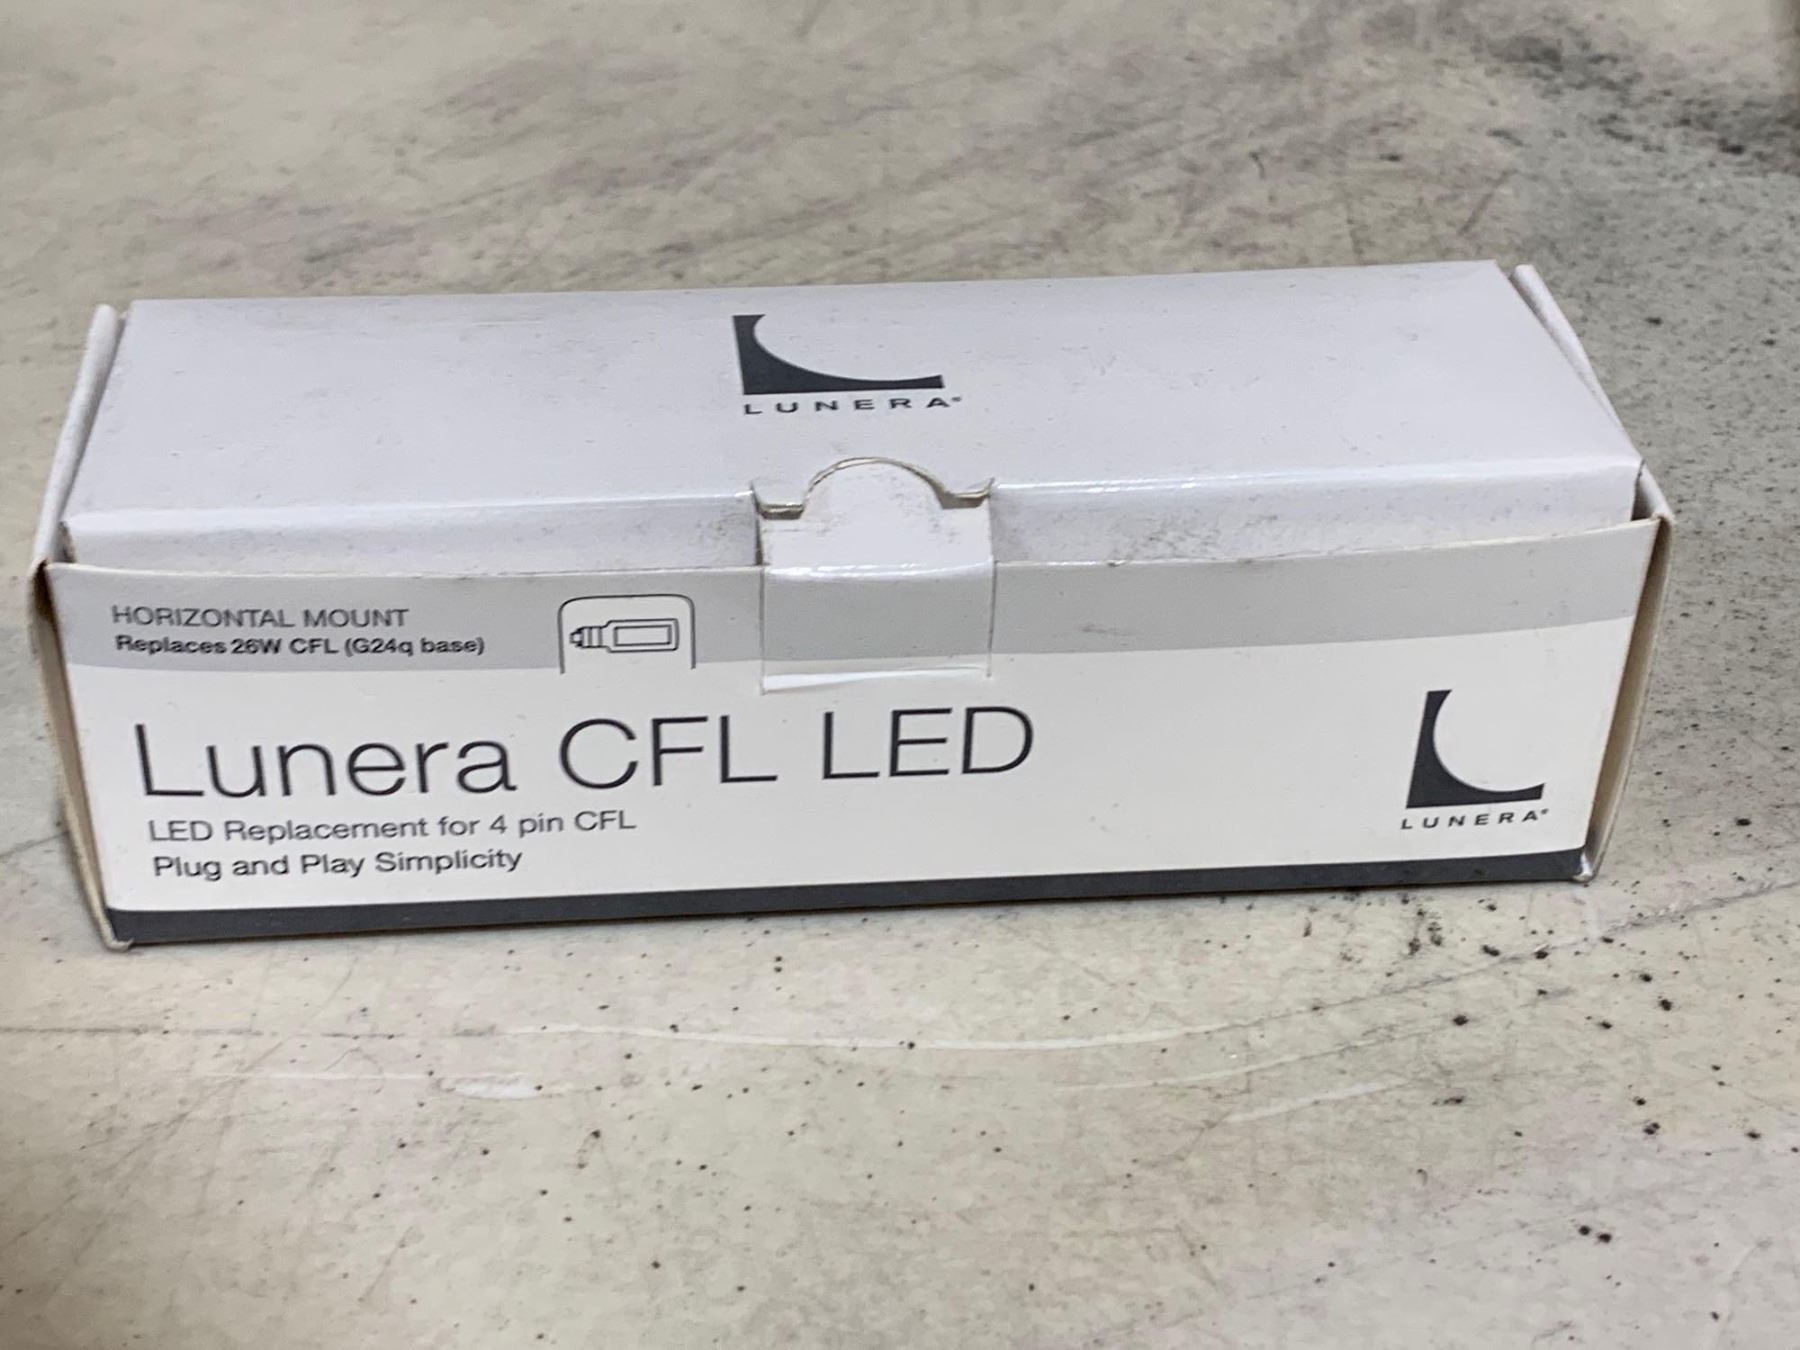 LUNERA®
HORIZONTAL MOUNT
Replaces 26W CFL (G24q base)
Lunera CFL LED
LED Replacement for 4 pin CFL
Plug and Play Simplicity
LUNERA®